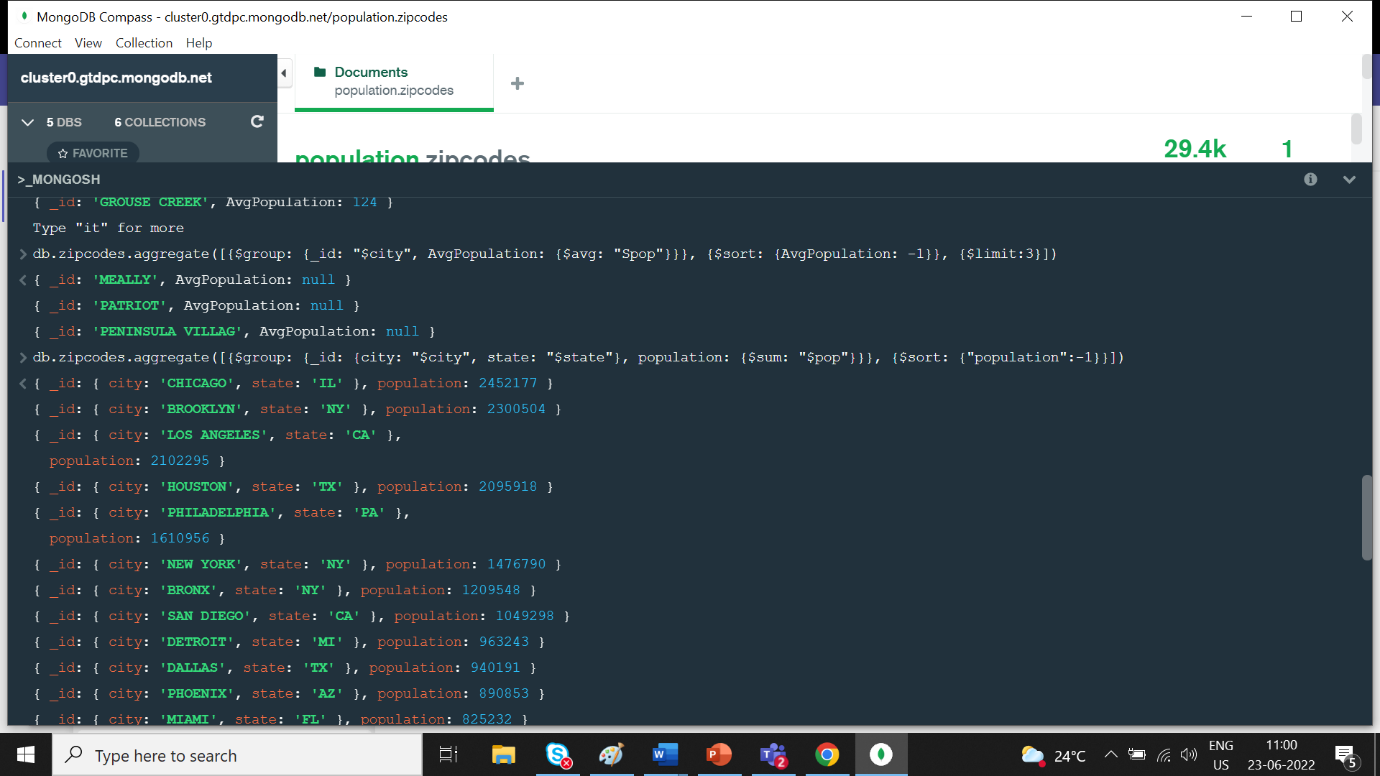 MongoDB Compass - cluster0.gtdpc.mongodb.net/population.zipcodes
Connect View Collection Help
cluster0.gtdpc.mongodb.net
Documents
population.zipcodes
5 DBS 6 COLLECTIONS
FAVORITE
population.zipcodes
29.4k 1
>_MONGOSH
{ _id: 'GROUSE CREEK', AvgPopulation: 124 }
Type "it" for more
> db.zipcodes.aggregate([{$group: {_id: "$city", AvgPopulation: {$avg: "Spop"}}}, {$sort: {AvgPopulation: -1}}, {$limit:3}])
< { _id: 'MEALLY', AvgPopulation: null }
{ _id: 'PATRIOT', AvgPopulation: null }
{ _id: 'PENINSULA VILLAG', AvgPopulation: null }
> db.zipcodes.aggregate([{$group: {_id: {city: "$city", state: "$state"}, population: {$sum: "$pop"}}}, {$sort: {"population":-1}}])
< { _id: { city: 'CHICAGO', state: 'IL' }, population: 2452177 }
{ _id: { city: 'BROOKLYN', state: 'NY' }, population: 2300504 }
{ _id: { city: 'LOS ANGELES', state: 'CA' },
population: 2102295 }
{ _id: { city: 'HOUSTON', state: 'TX' }, population: 2095918 }
{ _id: { city: 'PHILADELPHIA', state: 'PA' },
population: 1610956 }
{ _id: { city: 'NEW YORK', state: 'NY' }, population: 1476790 }
{ _id: { city: 'BRONX', state: 'NY' }, population: 1209548 }
{ _id: { city: 'SAN DIEGO', state: 'CA' }, population: 1049298 }
{ _id: { city: 'DETROIT', state: 'MI' }, population: 963243 }
{ _id: { city: 'DALLAS', state: 'TX' }, population: 940191 }
{ _id: { city: 'PHOENIX', state: 'AZ' }, population: 890853 }
{ _id: { city: 'MIAMI', state: 'FL' }, population: 825232 }
Type here to search
24°C
ENG
US
11:00
23-06-2022
2
5